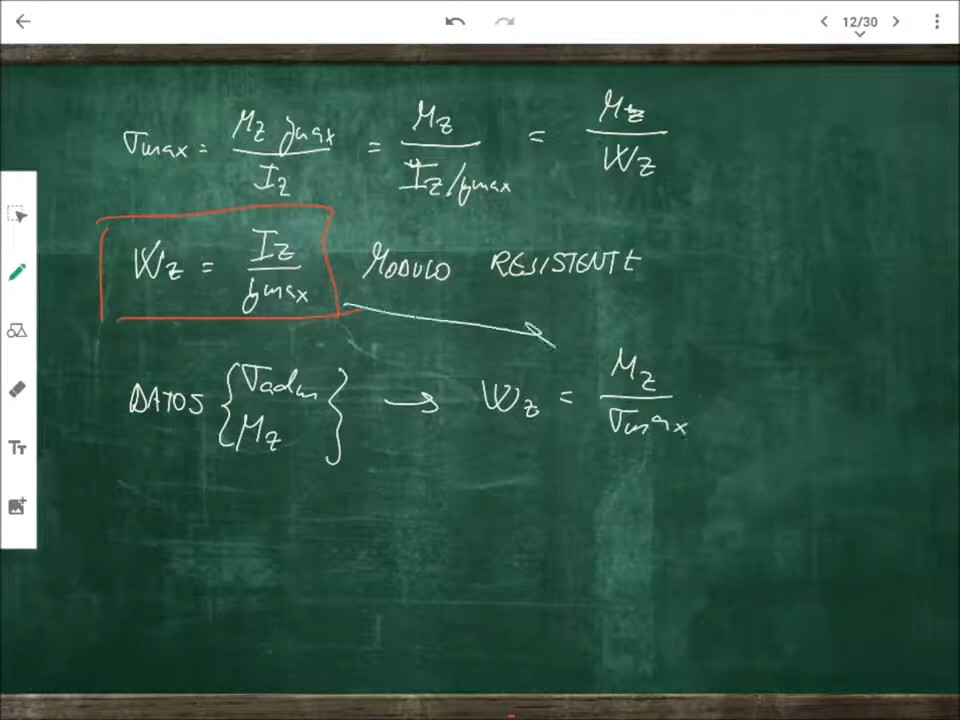 12/30
σmax = Mz ymax / Iz = Mz / Iz/ymax = Mz / Wz
Wz = Iz / ymax MODULO RESISTENTE
DATOS { σadm Mz } → Wz = Mz / σmax
Tт